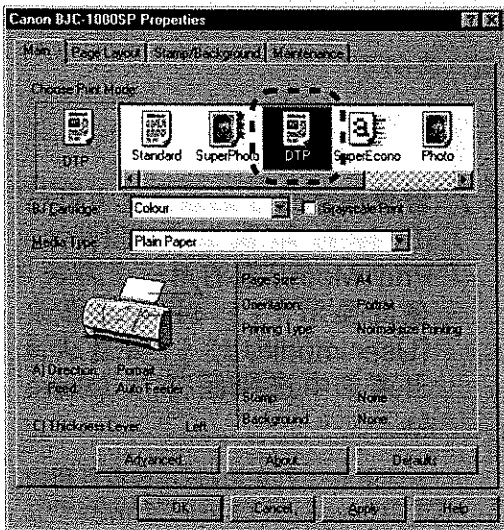 Canon BJC-1000SP Properties
Main Page Layout Stamp/Background Maintenance
Choose Print Mode:
DTP
Standard SuperPhoto DTP SuperEcono Photo
BJ Cartridge: Colour Grayscale Print
Media Type: Plain Paper
Page Size: A4
Orientation: Portrait
Printing Type: Normal-size Printing
A) Direction: Portrait
Feed: Auto Feeder
Stamp: None
C) Thickness Lever: Left
Background: None
Advanced... About... Defaults
OK Cancel Apply Help